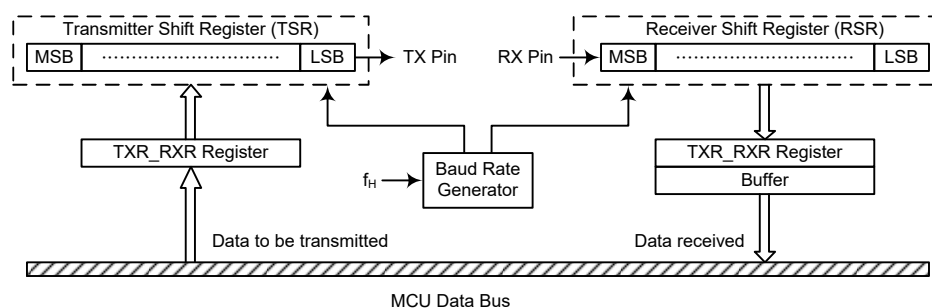 Transmitter Shift Register (TSR)
MSB ………………………… LSB
TX Pin
RX Pin
Receiver Shift Register (RSR)
MSB ………………………… LSB
TXR_RXR Register
Baud Rate
Generator
fH
TXR_RXR Register
Buffer
Data to be transmitted
Data received
MCU Data Bus